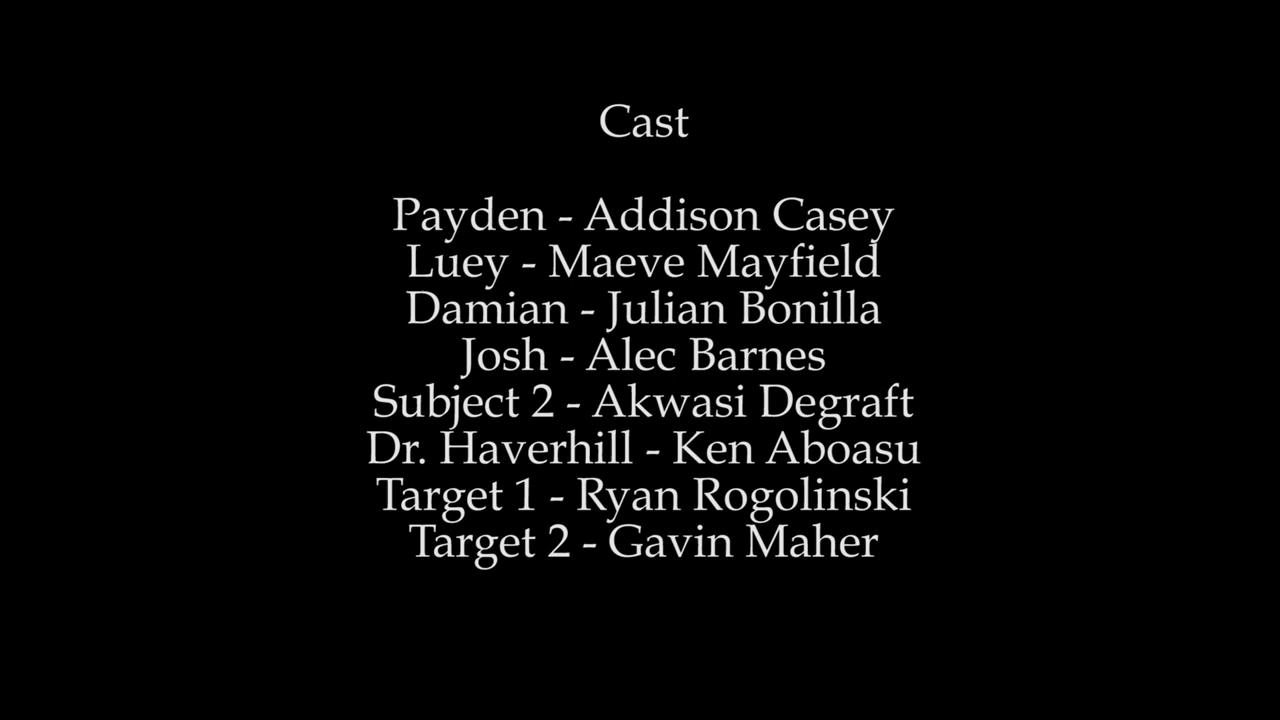 Cast
Payden - Addison Casey
Luey - Maeve Mayfield
Damian - Julian Bonilla
Josh - Alec Barnes
Subject 2 - Akwasi Degraft
Dr. Haverhill - Ken Aboasu
Target 1 - Ryan Rogolinski
Target 2 - Gavin Maher